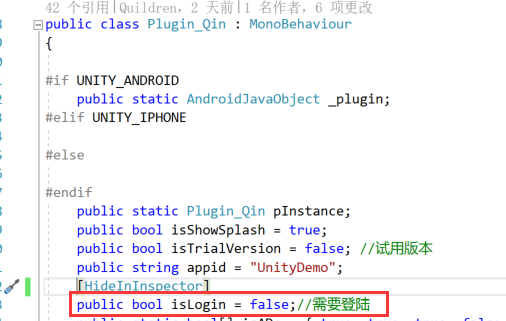 42 个引用|Quildren，2 天前|1 名作者，6 项更改
public class Plugin_Qin : MonoBehaviour
{
#if UNITY_ANDROID
public static AndroidJavaObject _plugin;
#elif UNITY_IPHONE
#else
#endif
public static Plugin_Qin pInstance;
public bool isShowSplash = true;
public bool isTrialVersion = false; //试用版本
public string appid = "UnityDemo";
[HideInInspector]
public bool isLogin = false;//需要登陆